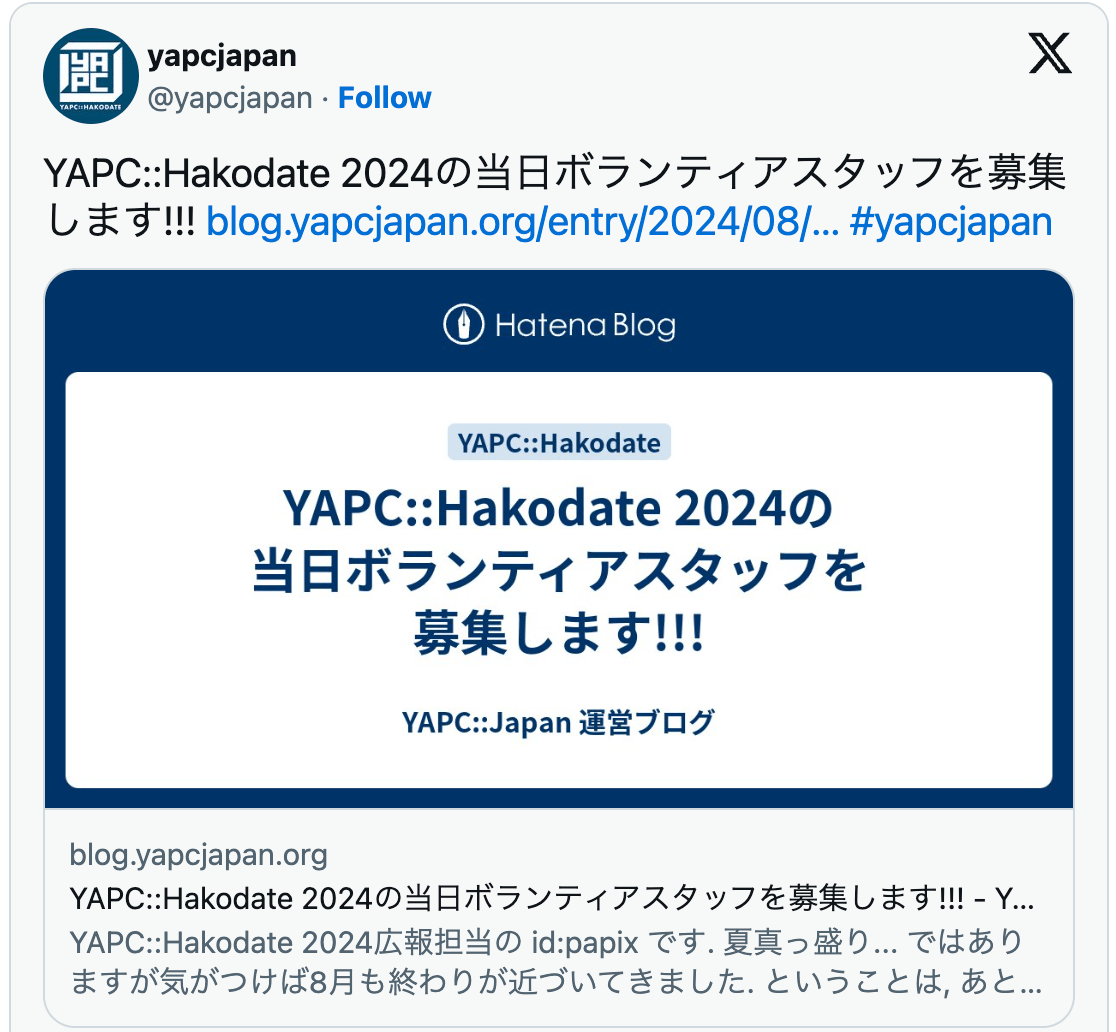 YAPC
YAPC::HAKODATE
yapcjapan
@yapcjapan · Follow
YAPC::Hakodate 2024の当日ボランティアスタッフを募集
します!!! blog.yapcjapan.org/entry/2024/08/... #yapcjapan
Hatena Blog
YAPC::Hakodate
YAPC::Hakodate 2024の
当日ボランティアスタッフを
募集します!!!
YAPC::Japan 運営ブログ
blog.yapcjapan.org
YAPC::Hakodate 2024の当日ボランティアスタッフを募集します!!! - Y...
YAPC::Hakodate 2024広報担当の id:papix です. 夏真っ盛り... ではあり
ますが気がつけば8月も終わりが近づいてきました. ということは, あと...